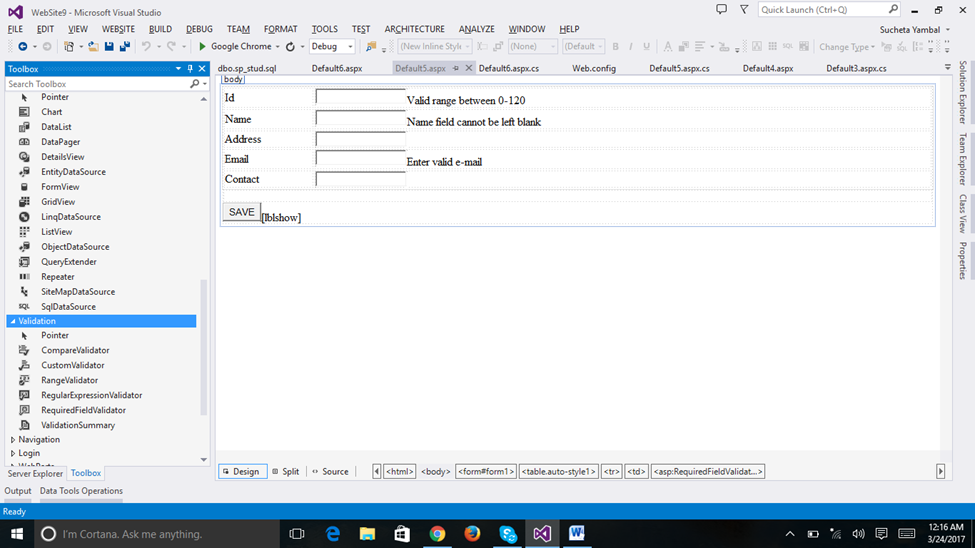 WebSite9 - Microsoft Visual Studio
Quick Launch (Ctrl+Q)
FILE EDIT VIEW WEBSITE BUILD DEBUG TEAM FORMAT TOOLS TEST ARCHITECTURE ANALYZE WINDOW HELP Sucheta Yambal
Google Chrome Debug (New Inline Style (None) (Default B I U A Change Type
Toolbox
Search Toolbox
Pointer
Chart
DataList
DataPager
DetailsView
EntityDataSource
FormView
GridView
LinqDataSource
ListView
ObjectDataSource
QueryExtender
Repeater
SiteMapDataSource
SqlDataSource
Validation
Pointer
CompareValidator
CustomValidator
RangeValidator
RegularExpressionValidator
RequiredFieldValidator
ValidationSummary
Navigation
Login
WebParts
Server Explorer Toolbox
dbo.sp_stud.sql Default6.aspx Default5.aspx Default6.aspx.cs Web.config Default5.aspx.cs Default4.aspx Default3.aspx.cs
body
Id Valid range between 0-120
Name Name field cannot be left blank
Address
Email Enter valid e-mail
Contact
SAVE [lblshow]
Design Split Source <html> <body> <form#form1> <table.auto-style1> <tr> <td> <asp:RequiredFieldValidat...>
Solution Explorer
Team Explorer
Class View
Properties
Output Data Tools Operations
Ready
I'm Cortana. Ask me anything.
12:16 AM
3/24/2017